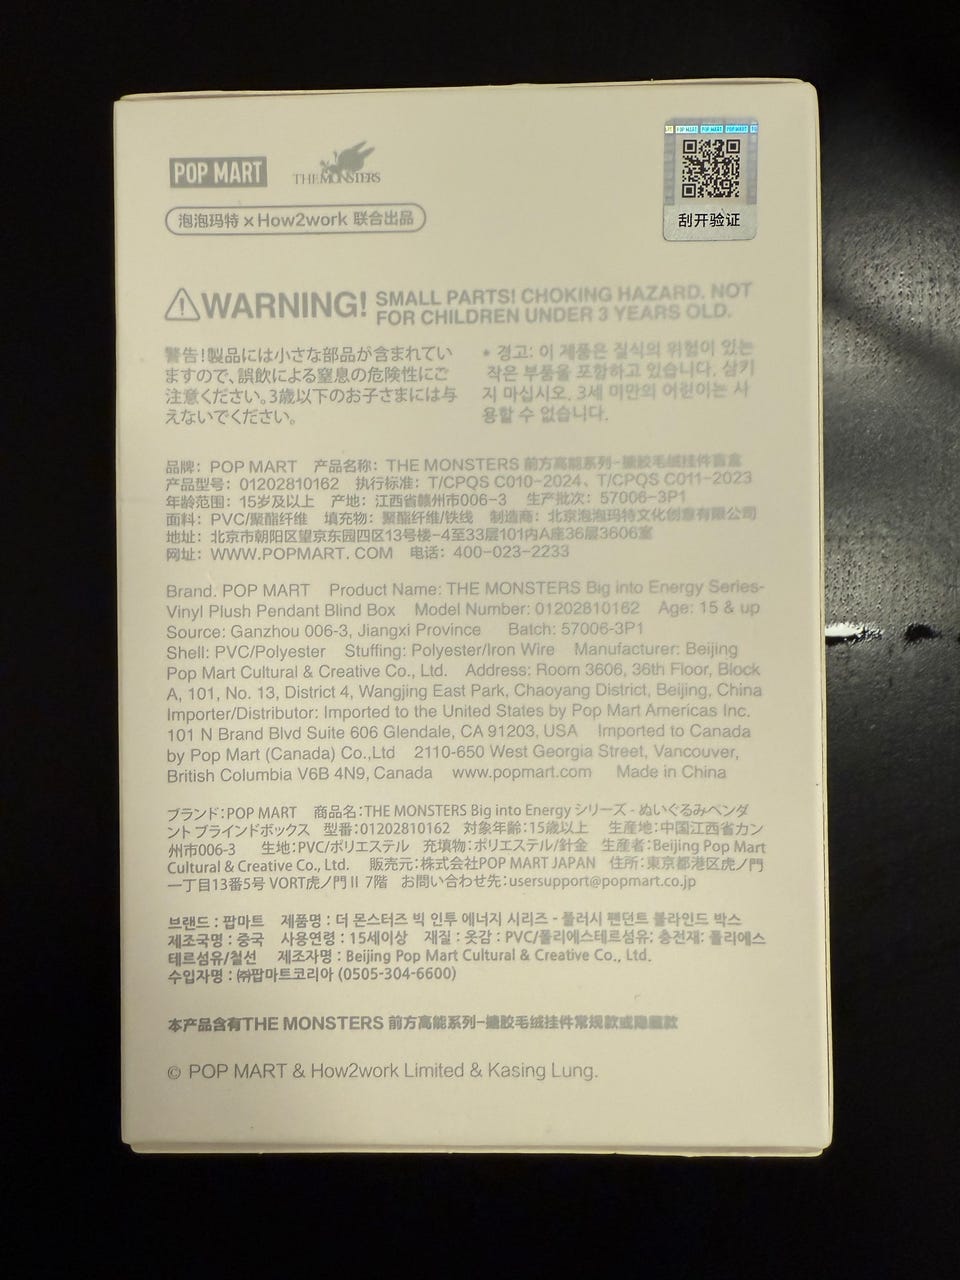 POP MART
THE MONSTERS
泡泡玛特 × How2work 联合出品
POP MART POP MART POP MART
刮开验证
WARNING! SMALL PARTS! CHOKING HAZARD. NOT
FOR CHILDREN UNDER 3 YEARS OLD.
警告!製品には小さな部品が含まれてい
ますので、誤飲による窒息の危険性にご
注意ください。3歳以下のお子さまには与
えないでください。
* 경고: 이 제품은 질식의 위험이 있는
작은 부품을 포함하고 있습니다. 삼키
지 마십시오. 3세 미만의 어린이는 사
용할 수 없습니다.
品牌： POP MART 产品名称： THE MONSTERS 前方高能系列-搪胶毛绒挂件盲盒
产品型号： 01202810162 执行标准： T/CPQS C010-2024、T/CPQS C011-2023
年龄范围： 15岁及以上 产地： 江西省赣州市006-3 生产批次： 57006-3P1
面料： PVC/聚酯纤维 填充物： 聚酯纤维/铁线 制造商： 北京泡泡玛特文化创意有限公司
地址： 北京市朝阳区望京东园四区13号楼-4至33层101内A座36层3606室
网址： WWW.POPMART.COM 电话： 400-023-2233
Brand. POP MART Product Name: THE MONSTERS Big into Energy Series-
Vinyl Plush Pendant Blind Box Model Number: 01202810162 Age: 15 & up
Source: Ganzhou 006-3, Jiangxi Province Batch: 57006-3P1
Shell: PVC/Polyester Stuffing: Polyester/Iron Wire Manufacturer: Beijing
Pop Mart Cultural & Creative Co., Ltd. Address: Room 3606, 36th Floor, Block
A, 101, No. 13, District 4, Wangjing East Park, Chaoyang District, Beijing, China
Importer/Distributor: Imported to the United States by Pop Mart Americas Inc.
101 N Brand Blvd Suite 606 Glendale, CA 91203, USA Imported to Canada
by Pop Mart (Canada) Co.,Ltd 2110-650 West Georgia Street, Vancouver,
British Columbia V6B 4N9, Canada www.popmart.com Made in China
ブランド:POP MART 商品名:THE MONSTERS Big into Energy シリーズ - ぬいぐるみペンダ
ント ブラインドボックス 型番:01202810162 対象年齢:15歳以上 生産地:中国江西省カン
州市006-3 生地:PVC/ポリエステル 充填物:ポリエステル/針金 生産者:Beijing Pop Mart
Cultural & Creative Co., Ltd. 販売元:株式会社POP MART JAPAN 住所:東京都港区虎ノ門
一丁目13番5号 VORT虎ノ門Ⅱ 7階 お問い合わせ先:usersupport@popmart.co.jp
브랜드 : 팝마트 제품명 : 더 몬스터즈 빅 인투 에너지 시리즈 - 플러시 펜던트 블라인드 박스
제조국명 : 중국 사용연령 : 15세이상 재질 : 옷감 : PVC/폴리에스테르섬유; 충전재: 폴리에스
테르섬유/철선 제조자명 : Beijing Pop Mart Cultural & Creative Co., Ltd.
수입자명 : ㈜팝마트코리아 (0505-304-6600)
本产品含有THE MONSTERS 前方高能系列-搪胶毛绒挂件常规款或隐藏款
© POP MART & How2work Limited & Kasing Lung.